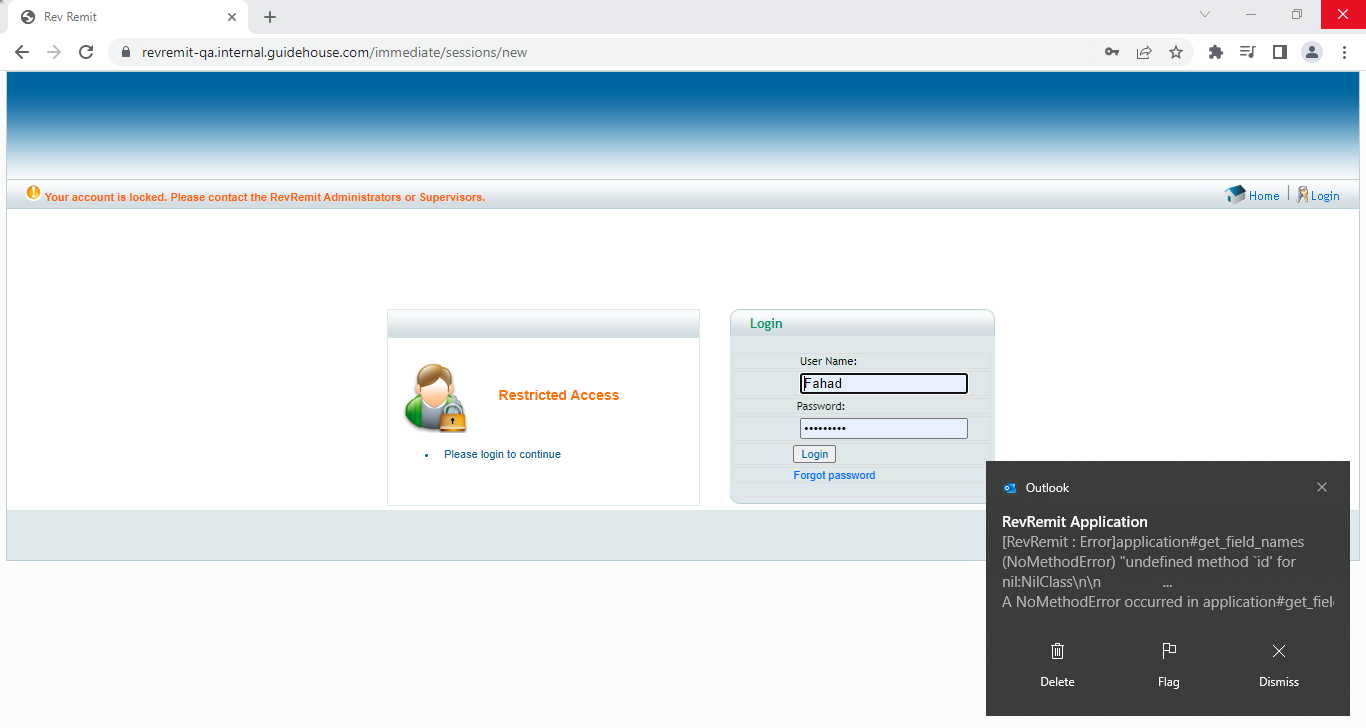 Rev Remit
revremit-qa.internal.guidehouse.com/immediate/sessions/new
Your account is locked. Please contact the RevRemit Administrators or Supervisors.
Home | Login
Login
User Name:
Fahad
Restricted Access
Password:
•••••••••
Please login to continue
Login
Forgot password
Outlook
RevRemit Application
[RevRemit : Error]application#get_field_names
(NoMethodError) "undefined method `id' for
nil:NilClass\n\n ...
A NoMethodError occurred in application#get_fiel
Delete
Flag
Dismiss